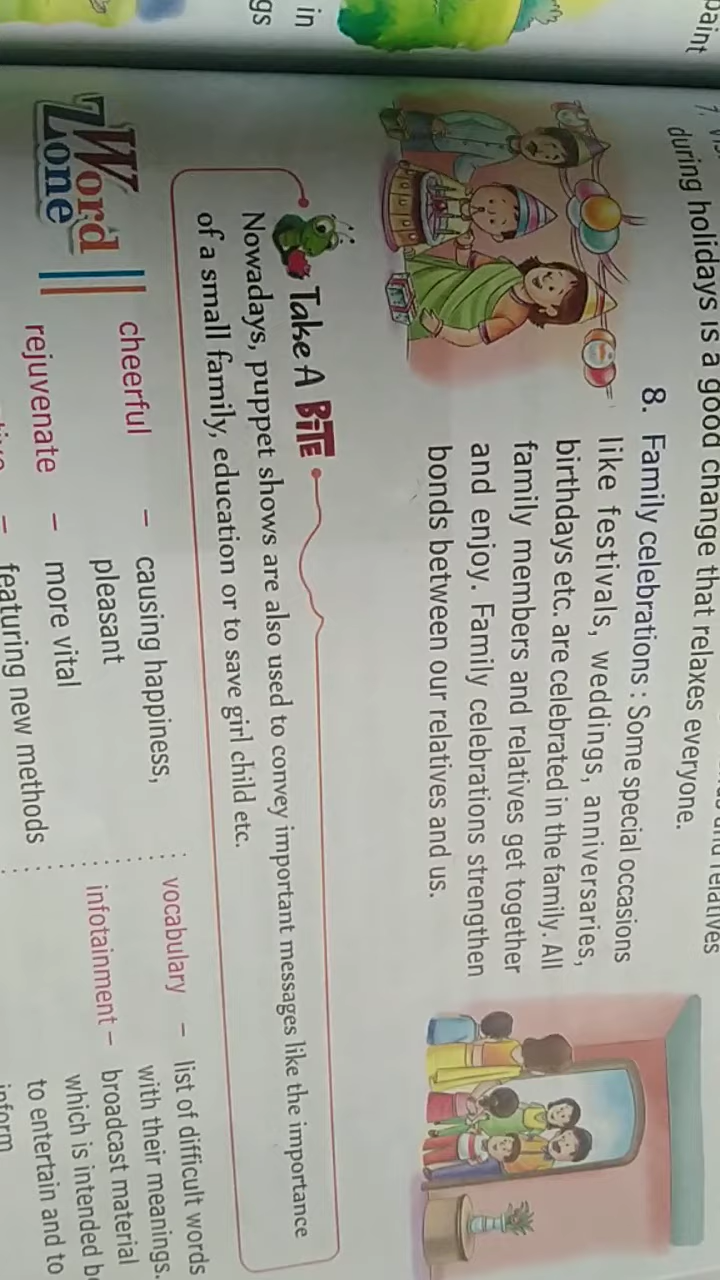 paint
in
gs
7.
relatives
during holidays is a good change that relaxes everyone.
8. Family celebrations : Some special occasions
like festivals, weddings, anniversaries,
birthdays etc. are celebrated in the family. All
family members and relatives get together
and enjoy. Family celebrations strengthen
bonds between our relatives and us.
Take A BITE
Nowadays, puppet shows are also used to convey important messages like the importance
of a small family, education or to save girl child etc.
Word Zone
cheerful – causing happiness,
pleasant
rejuvenate – more vital
– featuring new methods
vocabulary – list of difficult words
with their meanings.
infotainment – broadcast material
which is intended b
to entertain and to
inform